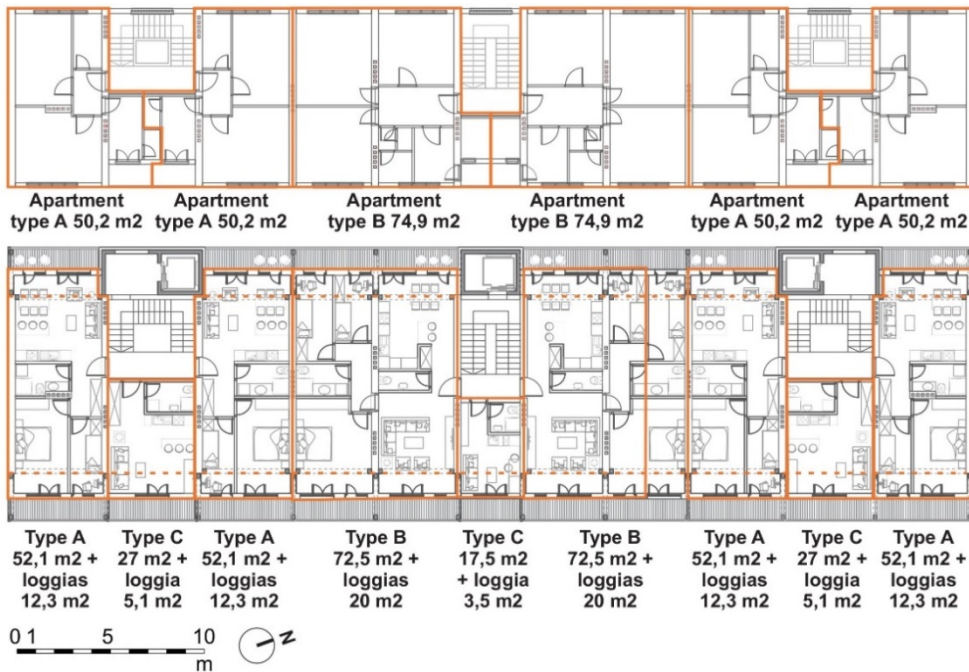 Apartment type A 50,2 m2
Apartment type A 50,2 m2
Apartment type B 74,9 m2
Apartment type B 74,9 m2
Apartment type A 50,2 m2
Apartment type A 50,2 m2
Type A 52,1 m2 + loggias 12,3 m2
Type C 27 m2 + loggia 5,1 m2
Type A 52,1 m2 + loggias 12,3 m2
Type B 72,5 m2 + loggias 20 m2
Type C 17,5 m2 + loggia 3,5 m2
Type B 72,5 m2 + loggias 20 m2
Type A 52,1 m2 + loggias 12,3 m2
Type C 27 m2 + loggia 5,1 m2
Type A 52,1 m2 + loggias 12,3 m2
0 1 5 10
m
N